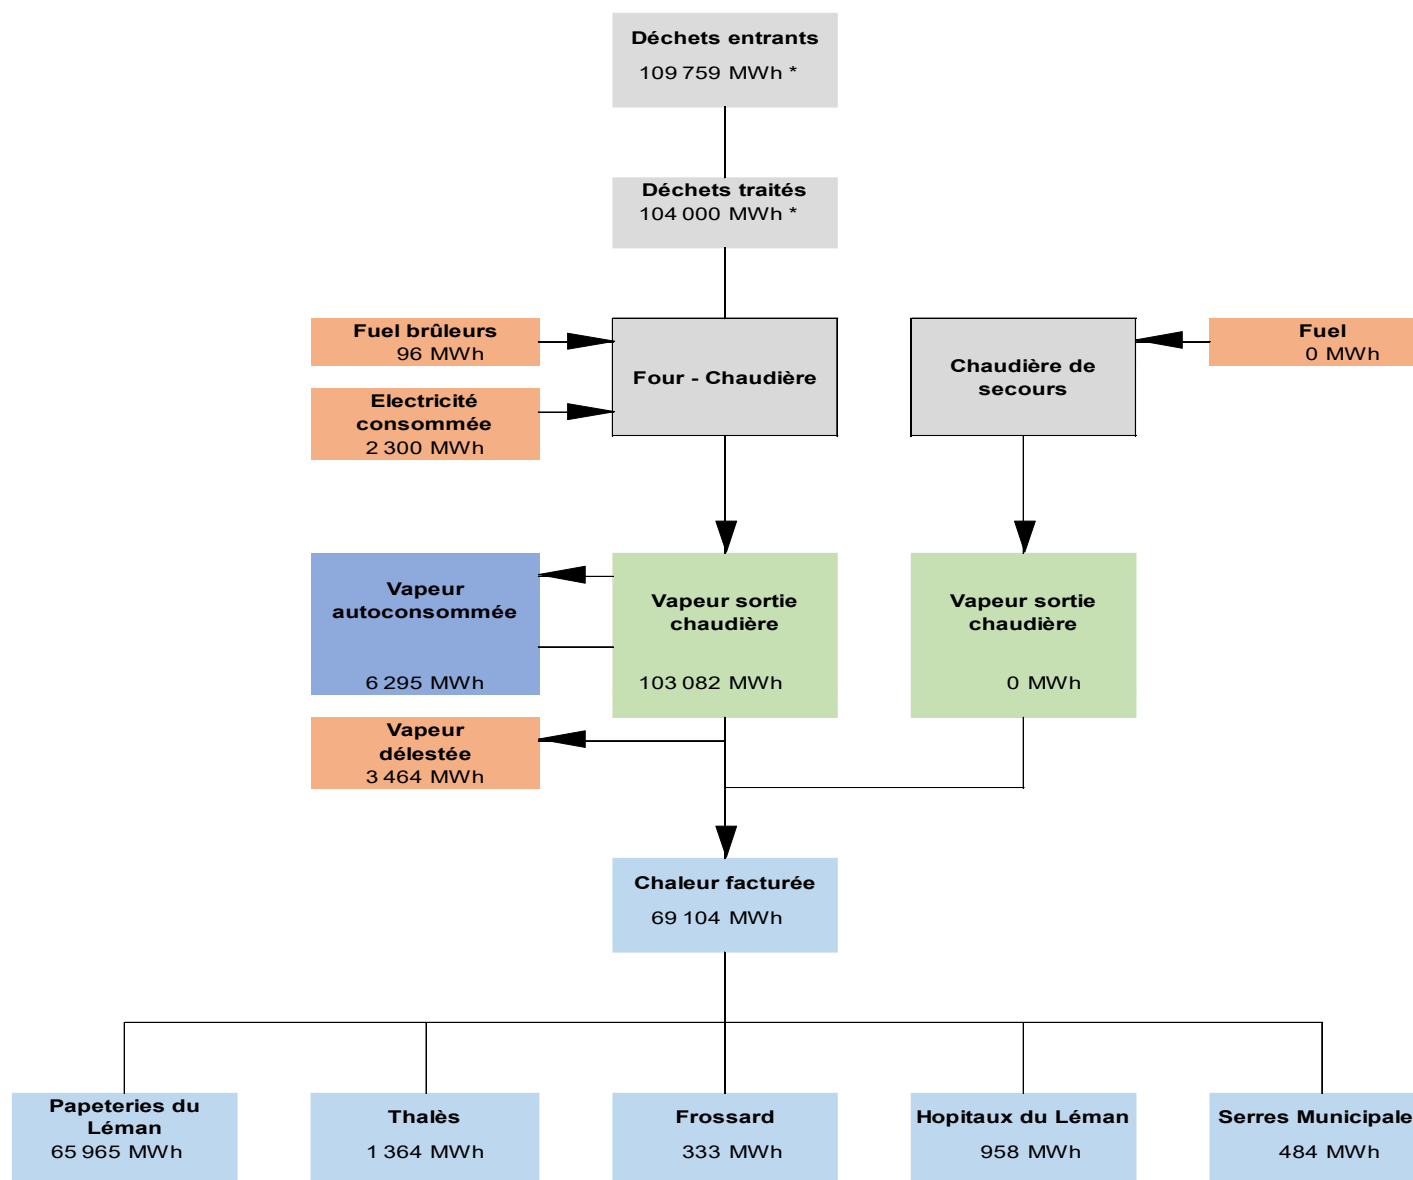 Déchets entrants
109 759 MWh *
Déchets traités
104 000 MWh *
Fuel brûleurs
96 MWh
Electricité
consommée
2 300 MWh
Four - Chaudière
Chaudière de
secours
Fuel
0 MWh
Vapeur
autoconsommée
6 295 MWh
Vapeur sortie
chaudière
103 082 MWh
Vapeur sortie
chaudière
0 MWh
Vapeur
délestée
3 464 MWh
Chaleur facturée
69 104 MWh
Papeteries du
Léman
65 965 MWh
Thalès
1 364 MWh
Frossard
333 MWh
Hopitaux du Léman
958 MWh
Serres Municipale
484 MWh